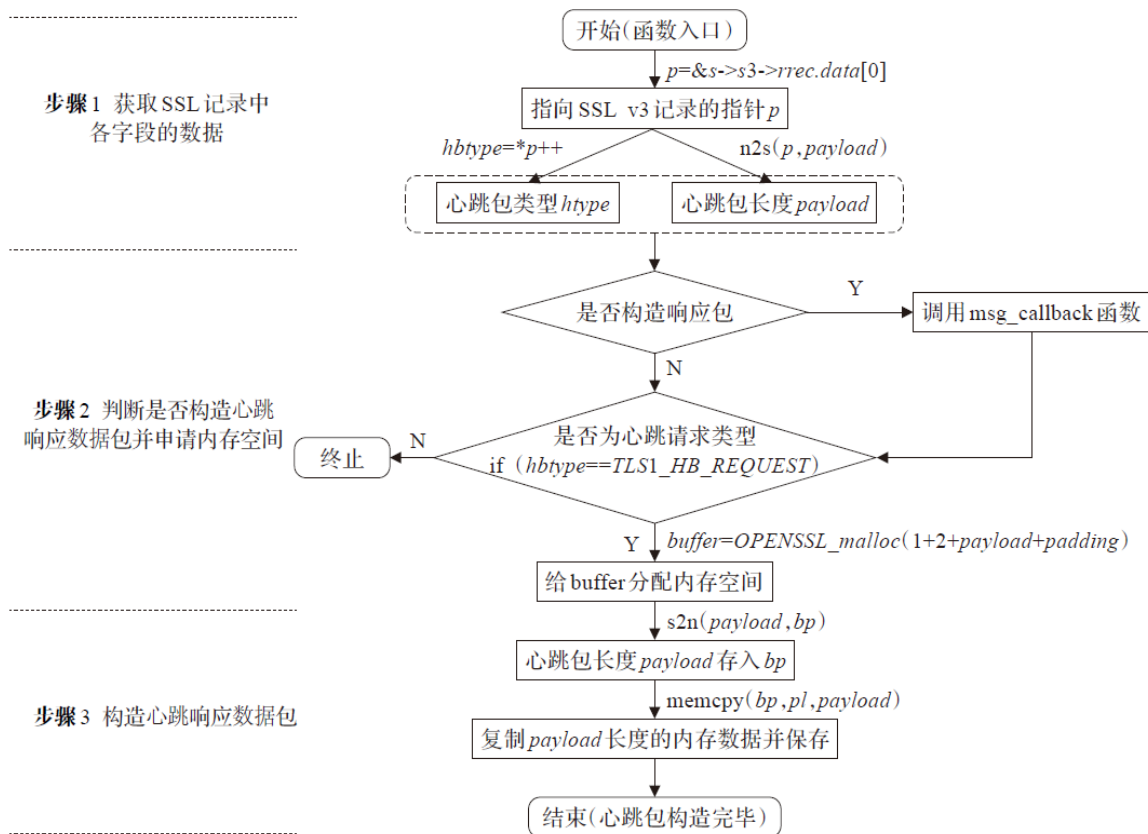 开始(函数入口)
p=&s->s3->rrec.data[0]
步骤1 获取SSL记录中
各字段的数据
指向SSL v3记录的指针p
hbtype=*p++
n2s(p,payload)
心跳包类型htype
心跳包长度payload
是否构造响应包
Y
调用msg_callback函数
N
步骤2 判断是否构造心跳
响应数据包并申请内存空间
是否为心跳请求类型
if (hbtype==TLS1_HB_REQUEST)
N
终止
Y
buffer=OPENSSL_malloc(1+2+payload+padding)
给buffer分配内存空间
s2n(payload,bp)
心跳包长度payload存入bp
memcpy(bp,pl,payload)
步骤3 构造心跳响应数据包
复制payload长度的内存数据并保存
结束(心跳包构造完毕)